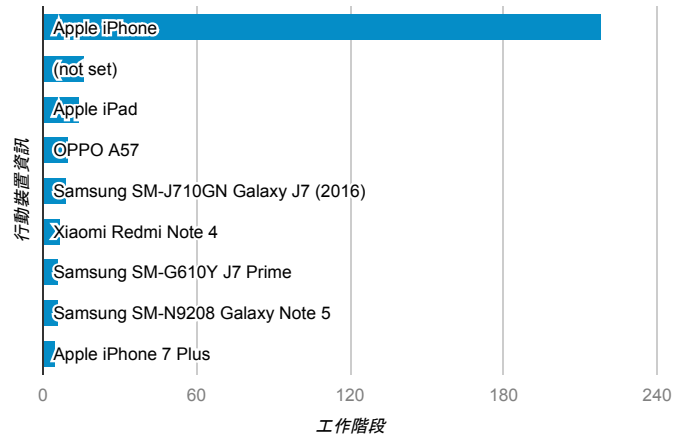 Apple iPhone
(not set)
Apple iPad
OPPO A57
Samsung SM-J710GN Galaxy J7 (2016)
Xiaomi Redmi Note 4
Samsung SM-G610Y J7 Prime
Samsung SM-N9208 Galaxy Note 5
Apple iPhone 7 Plus
行動裝置資訊
0 60 120 180 240
工作階段